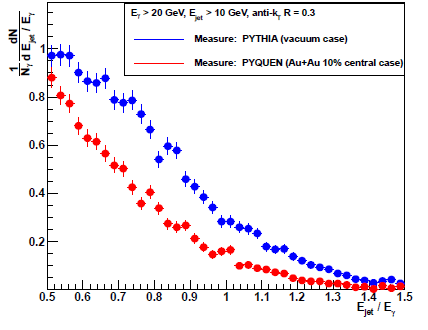 E_γ > 20 GeV, E_jet > 10 GeV, anti-k_T R = 0.3
Measure: PYTHIA (vacuum case)
Measure: PYQUEN (Au+Au 10% central case)
1/N_γ dN/d E_jet / E_γ
1
0.8
0.6
0.4
0.2
0.5 0.6 0.7 0.8 0.9 1 1.1 1.2 1.3 1.4 1.5
E_jet / E_γ